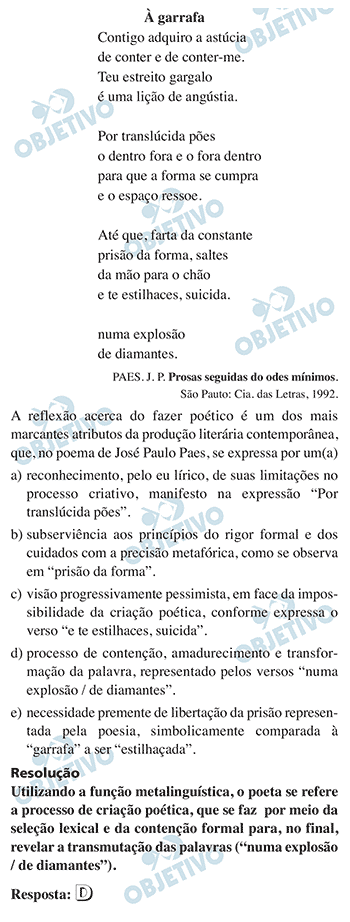 À garrafa
Contigo adquiro a astúcia
de conter e de conter-me.
Teu estreito gargalo
é uma lição de angústia.
Por translúcida pões
o dentro fora e o fora dentro
para que a forma se cumpra
e o espaço ressoe.
Até que, farta da constante
prisão da forma, saltes
da mão para o chão
e te estilhaces, suicida.
numa explosão
de diamantes.
PAES. J. P. Prosas seguidas do odes mínimos.
São Pauto: Cia. das Letras, 1992.
A reflexão acerca do fazer poético é um dos mais
marcantes atributos da produção literária contemporânea,
que, no poema de José Paulo Paes, se expressa por um(a)
a) reconhecimento, pelo eu lírico, de suas limitações no
processo criativo, manifesto na expressão “Por
translúcida pões”.
b) subserviência aos princípios do rigor formal e dos
cuidados com a precisão metafórica, como se observa
em “prisão da forma”.
c) visão progressivamente pessimista, em face da impos-
sibilidade da criação poética, conforme expressa o
verso “e te estilhaces, suicida”.
d) processo de contenção, amadurecimento e transfor-
mação da palavra, representado pelos versos “numa
explosão / de diamantes”.
e) necessidade premente de libertação da prisão represen-
tada pela poesia, simbolicamente comparada à
“garrafa” a ser “estilhaçada”.
Resolução
Utilizando a função metalinguística, o poeta se refere
a processo de criação poética, que se faz por meio da
seleção lexical e da contenção formal para, no final,
revelar a transmutação das palavras (“numa explosão
/ de diamantes”).
Resposta: D
OBJETIVO
OBJETIVO
OBJETIVO
OBJETIVO
OBJETIVO
OBJETIVO
OBJETIVO
OBJETIVO
OBJETIVO
OBJETIVO